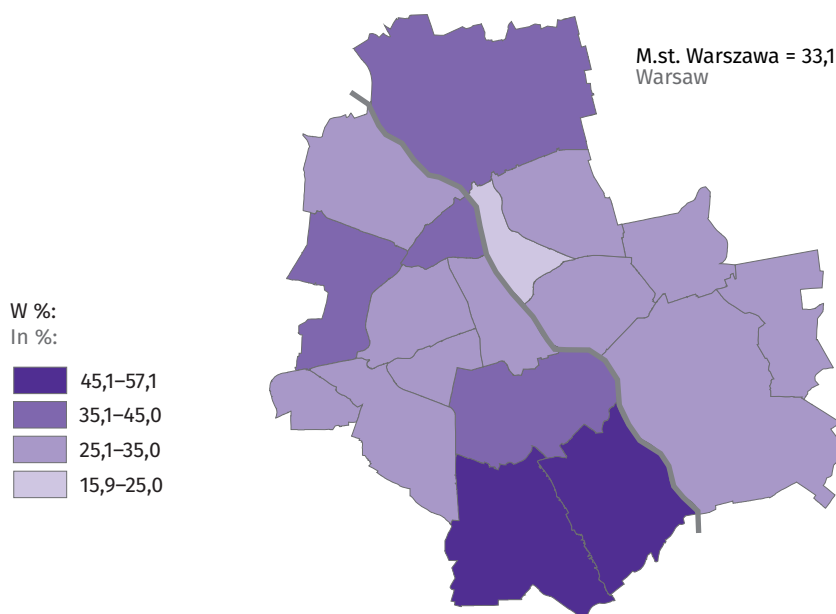 M.st. Warszawa = 33,1
Warsaw
W %:
In %:
45,1–57,1
35,1–45,0
25,1–35,0
15,9–25,0